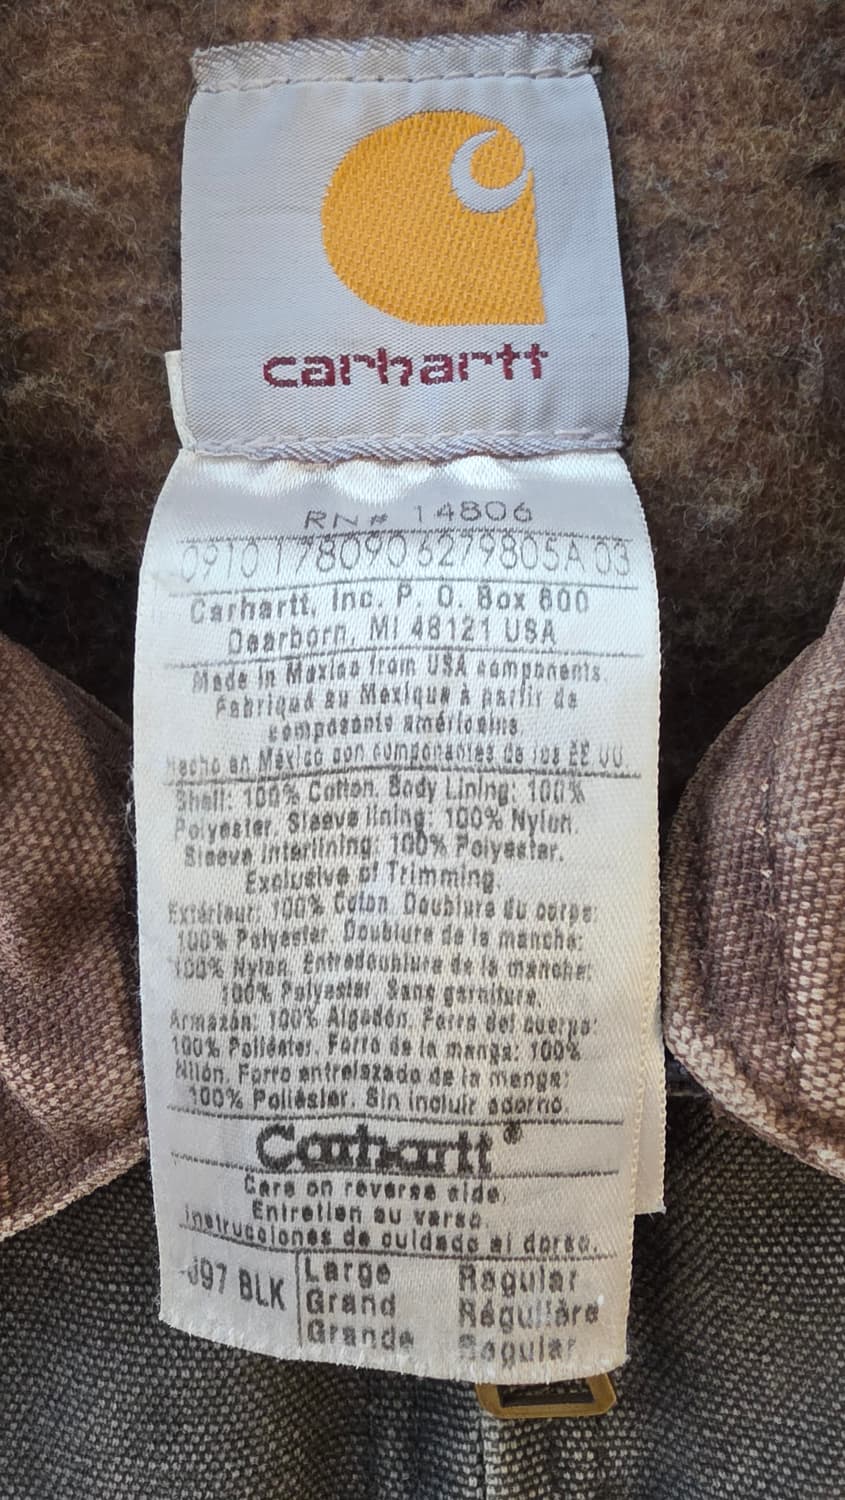 carhartt
RN# 14806
0910 178090 6279805A 03
Carhartt, Inc. P. O. Box 600
Dearborn, MI 48121 USA
Made in Mexico from USA components.
Fabriqué au Mexique à partir de
composants américains.
Hecho en México con componentes de los EE UU.
Shell: 100% Cotton. Body Lining: 100%
Polyester. Sleeve lining: 100% Nylon.
Sleeve Interlining: 100% Polyester.
Exclusive of Trimming.
Extérieur: 100% Coton. Doublure du corps:
100% Polyester. Doublure de la manche:
100% Nylon. Entredoublure de la manche:
100% Polyester. Sans garniture.
Armazón: 100% Algodón. Forro del cuerpo:
100% Poliéster. Forro de la manga: 100%
Nilón. Forro entrelazado de la manga:
100% Poliéster. Sin incluir adorno.
Carhartt®
Care on reverse side.
Entretien au verso.
Instrucciones de cuidado al dorso.
J97 BLK Large Regular
Grand Régulière
Grande Regular